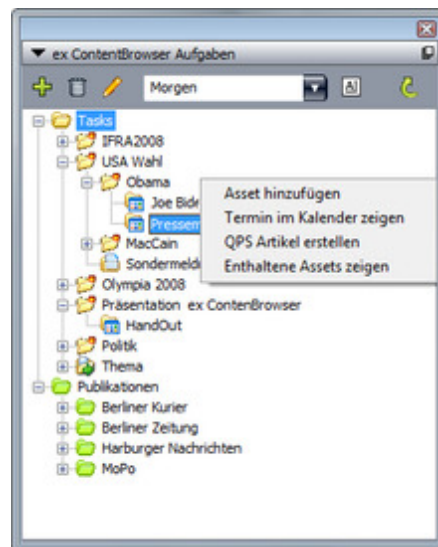 ex ContentBrowser Aufgaben
Morgen
Tasks
IFRA2008
USA Wahl
Obama
Joe Bide
Pressem
Asset hinzufügen
Termin im Kalender zeigen
QPS Artikel erstellen
Enthaltene Assets zeigen
MacCain
Sondermeld
Olympia 2008
Präsentation ex ContenBrowser
HandOut
Politik
Thema
Publikationen
Berliner Kurier
Berliner Zeitung
Harburger Nachrichten
MoPo